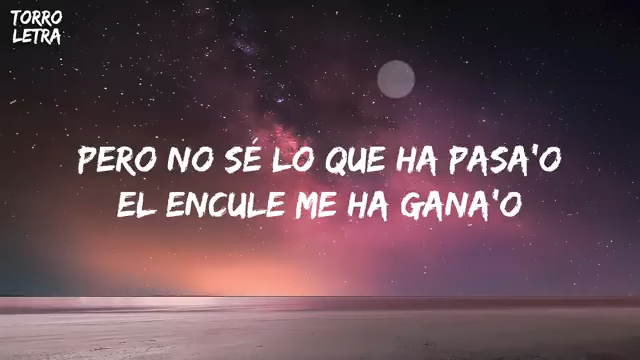 TORRO
LETRA
PERO NO SÉ LO QUE HA PASA'O
EL ENCULE ME HA GANA'O